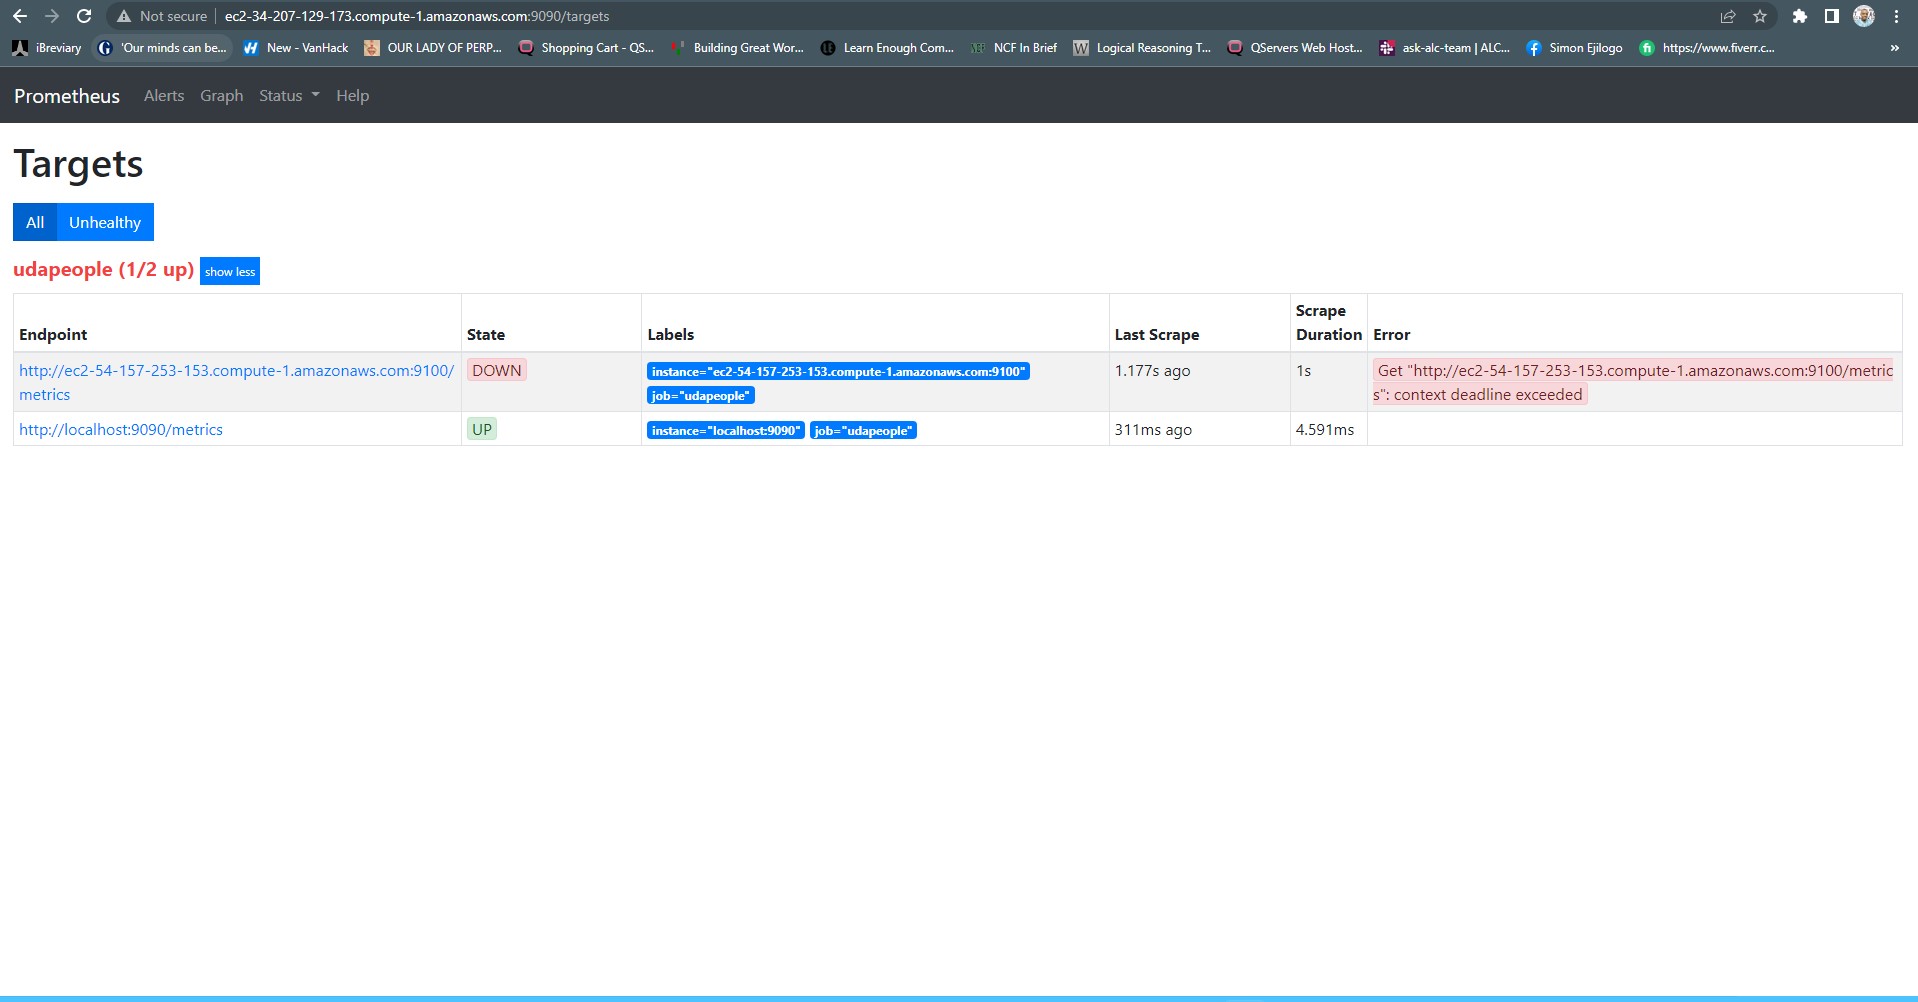 Not secure | ec2-34-207-129-173.compute-1.amazonaws.com:9090/targets
iBreviary 'Our minds can be... New - VanHack OUR LADY OF PERP... Shopping Cart - QS... Building Great Wor... Learn Enough Com... NCF In Brief Logical Reasoning T... QServers Web Host... ask-alc-team | ALC... Simon Ejilogo https://www.fiverr.c... »
Prometheus Alerts Graph Status Help
Targets
All Unhealthy
udapeople (1/2 up) show less
Endpoint State Labels Last Scrape Scrape Duration Error
http://ec2-54-157-253-153.compute-1.amazonaws.com:9100/ DOWN instance="ec2-54-157-253-153.compute-1.amazonaws.com:9100" 1.177s ago 1s Get "http://ec2-54-157-253-153.compute-1.amazonaws.com:9100/metric
metrics job="udapeople" s": context deadline exceeded
http://localhost:9090/metrics UP instance="localhost:9090" job="udapeople" 311ms ago 4.591ms